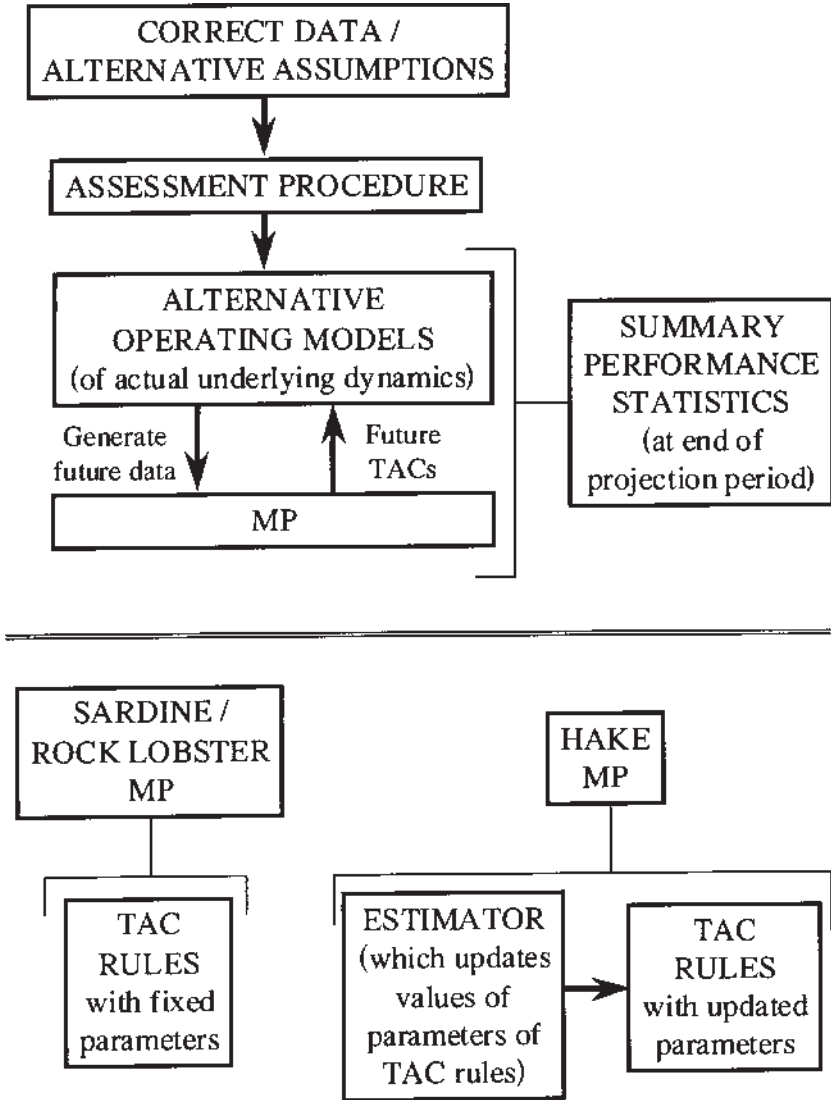 CORRECT DATA /
ALTERNATIVE ASSUMPTIONS
ASSESSMENT PROCEDURE
ALTERNATIVE
OPERATING MODELS
(of actual underlying dynamics)
Generate
future data
Future
TACs
MP
SUMMARY
PERFORMANCE
STATISTICS
(at end of
projection period)
SARDINE /
ROCK LOBSTER
MP
TAC
RULES
with fixed
parameters
HAKE
MP
ESTIMATOR
(which updates
values of
parameters of
TAC rules)
TAC
RULES
with updated
parameters